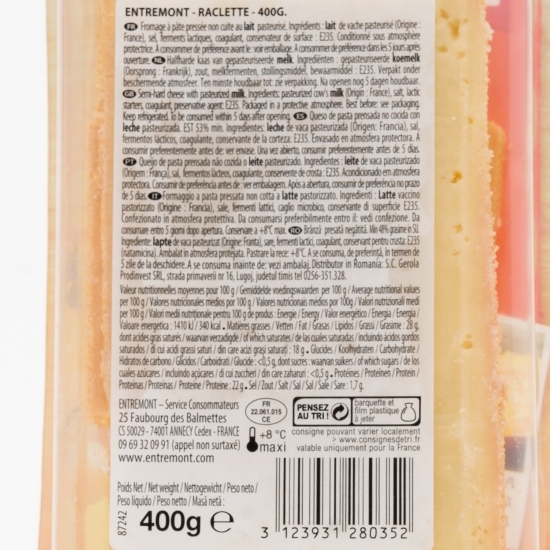 ENTREMONT - RACLETTE - 400G.
FR Fromage à pâte pressée non cuite au lait pasteurisé. Ingrédients : lait de vache pasteurisé (Origine :
France), sel, ferments lactiques, coagulant, conservateur de surface : E235. Conditionné sous atmosphère
protectrice. A consommer de préférence avant le : voir emballage. A consommer de préférence dans les 5 jours après
ouverture. NL Halfharde kaas van gepasteuriseerde melk. Ingrediënten : gepasteuriseerde koemelk
(Oorsprong : Frankrijk), zout, melkfermenten, stollingsmiddel, bewaarmiddel : E235. Verpakt onder
beschermende atmosfeer. Ten minste houdbaar tot: zie verpakking. Na openen nog 5 dagen houdbaar.
GB Semi-hard cheese with pasteurized milk. Ingredients: pasteurized cow's milk (Origin : France), salt, lactic
starters, coagulant, preservative agent: E235. Packaged in a protective atmosphere. Best before: see packaging.
Keep refrigerated. To be consumed within 5 days after opening. ES Queso de pasta prensada no cocida con
leche pasteurizada. EST 53% min. Ingredientes: leche de vaca pasteurizada (Origen: Francia), sal,
fermentos lácticos, coagulante, conservante de la corteza: E235. Envasado en atmosfera protectora. A
consumir preferentemente antes de: ver envase. Una vez abierto, consumir preferentemente antes de 5 días.
PT Queijo de pasta prensada não cozida o leite pasteurizado. Ingredientes : leite de vaca pasteurizado
(Origem : França), sal, fermentos lácteos, coagulante, conservante de crosta : E235. Acondicionado em atmosfera
protectora. Consumir de preferência antes de : ver embalagem. Após a abertura, consumir de preferência no prazo
de 5 dias. IT Formaggio a pasta pressata non cotta a latte pastorizzato. Ingredienti : Latte vaccino
pastorizzato (Origine : Francia), sale, fermenti lattici, caglio microbico, conservante di superficie E235.
Confezionato in atmosfera protettiva. Da consumarsi preferibilmente entro il: vedi confezione. Da
consumare entro 5 giorni dopo apertura. Conservare a +8°C max. RO Brânză presată negătită. Min 48% grăsime în SU.
Ingrediente: lapte de vaca pasteurizat (Origine: Franta), sare, fermenti lactici, coagulant, conservant pentru crusta: E235
(natamicina). Ambalat in atmosfera protejata. Pastrare la rece: +8°C. A se consuma, de preferintă, in termen de
5 zile de la deschidere. A se consuma inainte de: vezi ambalaj. Distribuitor in Romania: S.C. Gerola
Prodinvest SRL, strada primaverii nr 16, Lugoj, judetul timis tel 0256-351.328.
Valeur nutritionnelles moyennes pour 100 g / Gemiddelde voedingswaarden per 100 g / Average nutritional values
per 100 g / Valores nutricionales medios por 100 g / Valores nutricionais médios por 100g / Valori nutrizionali medi
per 100 g / Valori medii nutriționale pentru 100 g : Energie / Energy / Valor energético / Energia / Energia /
Valoare energetica : 1410 kJ / 340 kcal • Matières grasses / Vetten / Fat / Grasas / Lípidos / Grassi / Grasime : 28 g,
dont acides gras saturés / waarvan verzadigde / of which saturates / de las cuales saturadas / incluindo ácidos gordos
saturados / di cui acidi grassi saturi / din care acizi grași saturați : 18 g • Glucides / Koolhydraten / Carbohydrate /
Hidratos de carbono / Glícidos / Carboidrati / Glucide : <0,5 g, dont sucres : waarvan suikers / of which sugars / de los
cuales azúcares / incluindo açúcares / di cui zuccheri / din care zaharuri : <0,5 g • Protéines / Proteïnen / Protein /
Proteinas / Proteínas / Proteine / Proteine : 22 g • Sel / Zout / Salt / Sal / Sal / Sale / Sare : 1,7 g.
ENTREMONT – Service Consommateurs
25 Faubourg des Balmettes
CS 50029 - 74001 ANNECY Cedex - FRANCE
09 69 32 09 91 (appel non surtaxé)
www.entremont.com
FR
22.061.015
CE
+8 °C
maxi
PENSEZ
AU TRI !
barquette et
film plastique
à jeter
consigne pouvant varier localement
> www.consignesdetri.fr
valable uniquement pour la France
Poids Net / Net weight / Nettogewicht / Peso neto /
Peso líquido / Peso netto / Masă netă :
87242
400g e
3 123931 280352